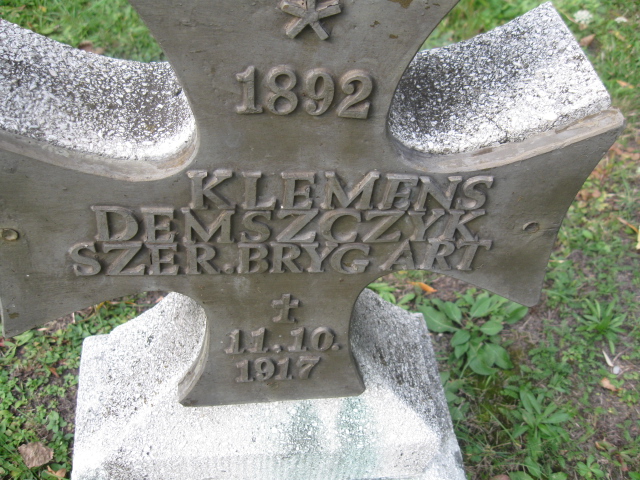 1892
KLEMENS
DEMSZCZYK
SZER.BRYG ART
11.10.
1917